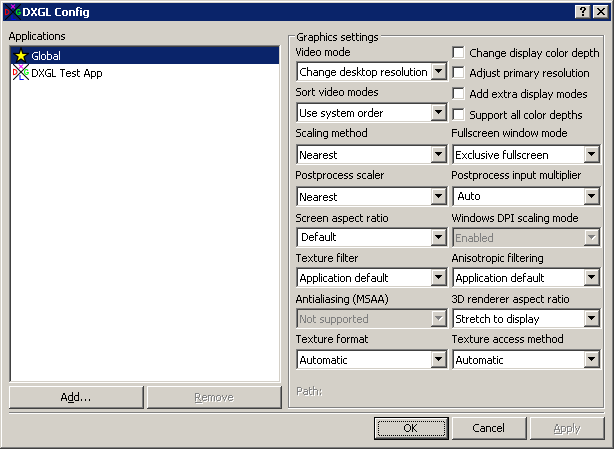 DXGL Config
Applications
Global
DXGL Test App
Add...
Remove
Graphics settings
Video mode
Change desktop resolution
Change display color depth
Adjust primary resolution
Sort video modes
Use system order
Add extra display modes
Support all color depths
Scaling method
Nearest
Fullscreen window mode
Exclusive fullscreen
Postprocess scaler
Nearest
Postprocess input multiplier
Auto
Screen aspect ratio
Default
Windows DPI scaling mode
Enabled
Texture filter
Application default
Anisotropic filtering
Application default
Antialiasing (MSAA)
Not supported
3D renderer aspect ratio
Stretch to display
Texture format
Automatic
Texture access method
Automatic
Path:
OK
Cancel
Apply